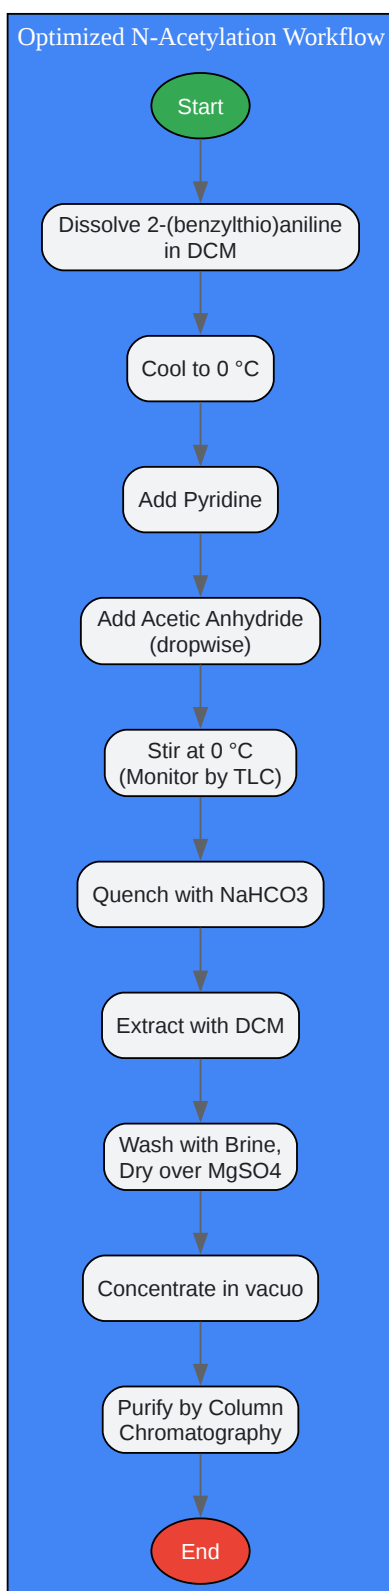 Optimized N-Acetylation Workflow
Start
Dissolve 2-(benzylthio)aniline
in DCM
Cool to 0 °C
Add Pyridine
Add Acetic Anhydride
(dropwise)
Stir at 0 °C
(Monitor by TLC)
Quench with NaHCO3
Extract with DCM
Wash with Brine,
Dry over MgSO4
Concentrate in vacuo
Purify by Column
Chromatography
End